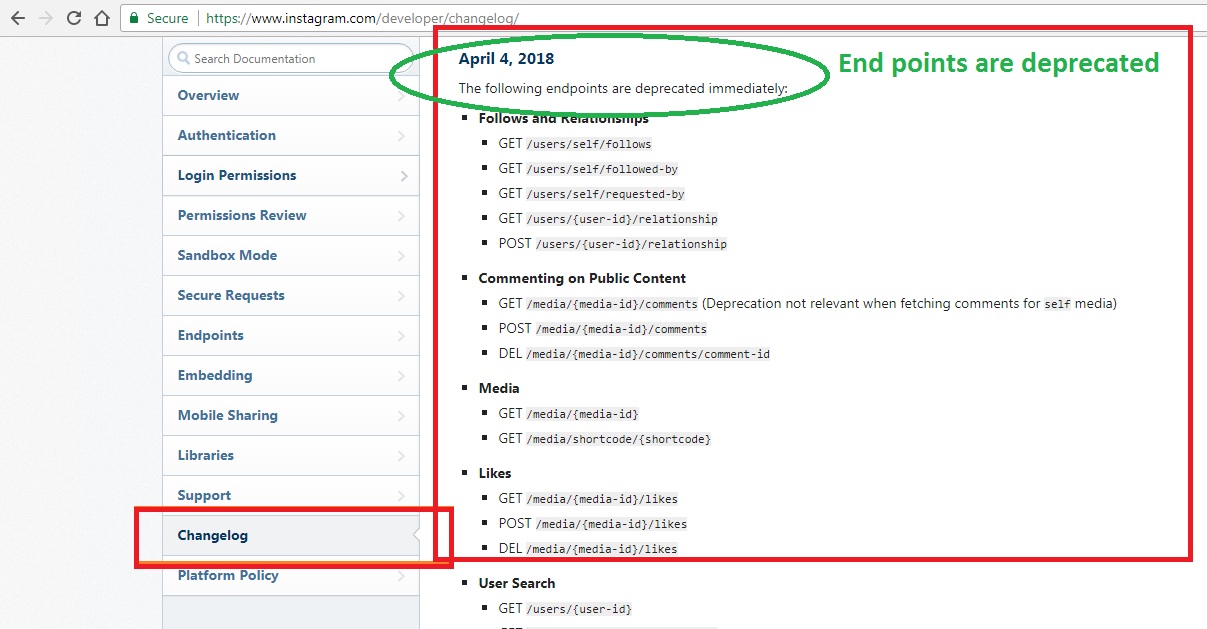 Secure
https://www.instagram.com/developer/changelog/
Search Documentation
Overview
Authentication
Login Permissions
Permissions Review
Sandbox Mode
Secure Requests
Endpoints
Embedding
Mobile Sharing
Libraries
Support
Changelog
Platform Policy
April 4, 2018
End points are deprecated
The following endpoints are deprecated immediately:
Follows and Relationships
GET /users/self/follows
GET /users/self/followed-by
GET /users/self/requested-by
GET /users/{user-id}/relationship
POST /users/{user-id}/relationship
Commenting on Public Content
GET /media/{media-id}/comments (Deprecation not relevant when fetching comments for self media)
POST /media/{media-id}/comments
DEL /media/{media-id}/comments/comment-id
Media
GET /media/{media-id}
GET /media/shortcode/{shortcode}
Likes
GET /media/{media-id}/likes
POST /media/{media-id}/likes
DEL /media/{media-id}/likes
User Search
GET /users/{user-id}